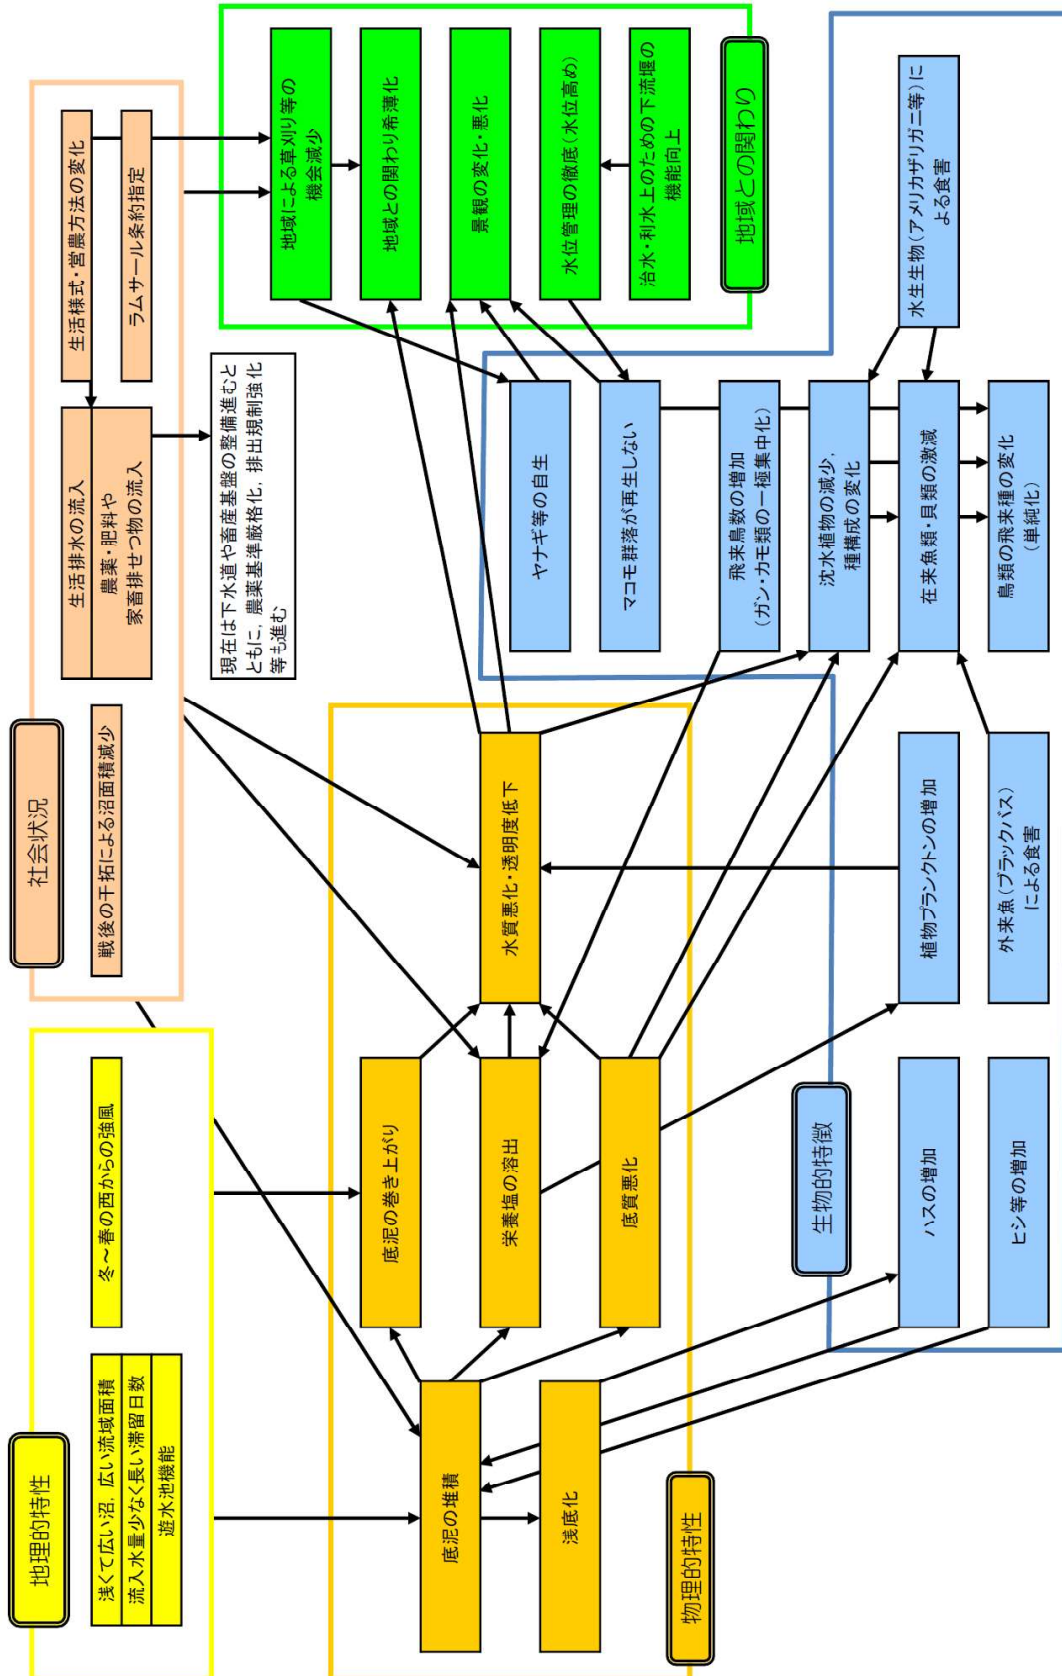 地理的特性
浅くて広い沼，広い流域面積
流入水量少なく長い滞留日数
遊水池機能
冬～春の西からの強風
社会状況
戦後の干拓による沼面積減少
生活排水の流入
農薬・肥料や
家畜排せつ物の流入
生活様式・営農方法の変化
ラムサール条約指定
現在は下水道や畜産基盤の整備進むと
ともに，農薬基準厳格化，排出規制強化
等も進む
地域による草刈り等の
機会減少
地域との関わり希薄化
景観の変化・悪化
水位管理の徹底（水位高め）
治水・利水上のための下流堰の
機能向上
地域との関わり
底泥の堆積
浅底化
底泥の巻き上がり
栄養塩の溶出
底質悪化
水質悪化・透明度低下
物理的特性
ヤナギ等の自生
マコモ群落が再生しない
飛来鳥数の増加
（ガン・カモ類の一極集中化）
沈水植物の減少，
種構成の変化
在来魚類・貝類の激減
鳥類の飛来種の変化
（単純化）
水生生物（アメリカザリガニ等）に
よる食害
生物的特徴
ハスの増加
ヒシ等の増加
植物プランクトンの増加
外来魚（ブラックバス）
による食害